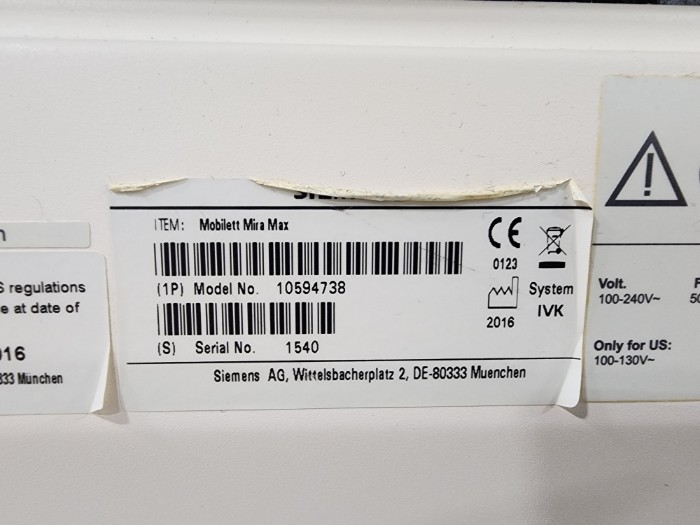 ITEM: Mobilett Mira Max
CE
0123
(1P) Model No. 10594738
System
IVK
2016
(S) Serial No. 1540
Siemens AG, Wittelsbacherplatz 2, DE-80333 Muenchen
regulations
e at date of
016
333 München
Volt.
100-240V~
Only for US:
100-130V~